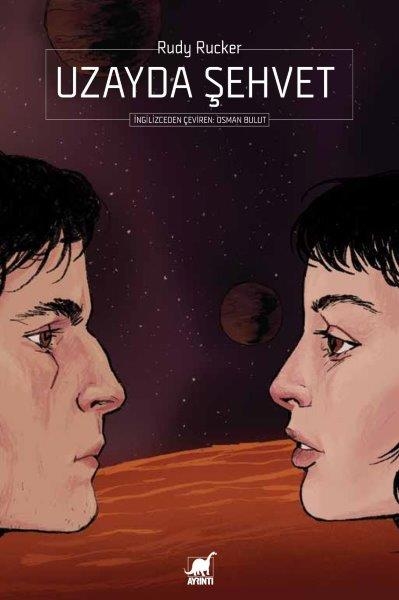 Rudy Rucker
UZAYDA ŞEHVET
İNGİLİZCEDEN ÇEVİREN: OSMAN BULUT
AYRINTI